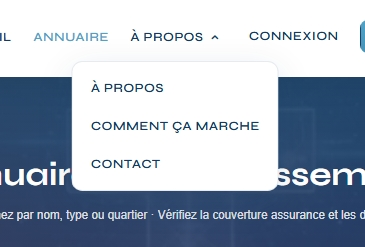 ANNUAIRE À PROPOS CONNEXION
À PROPOS
COMMENT ÇA MARCHE
CONTACT
par nom, type ou quartier · Vérifiez la couverture assurance et les